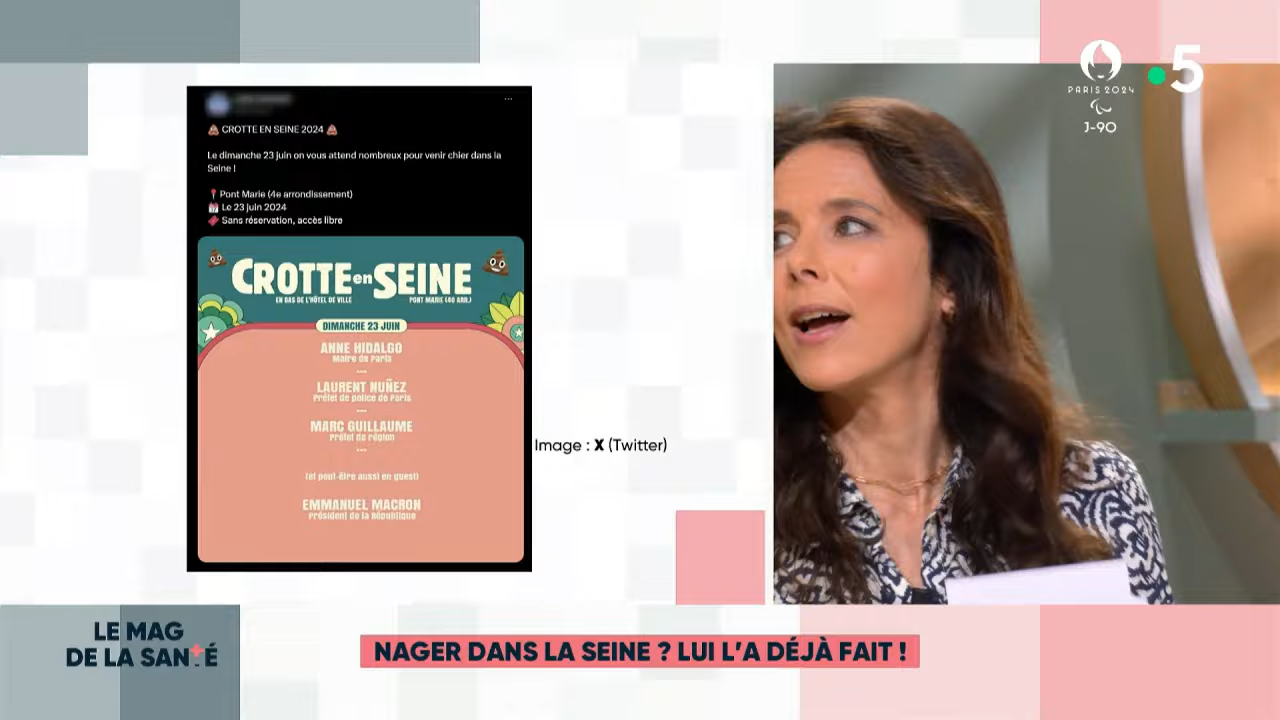 PARIS 2024
J-90
5
💩 CROTTE EN SEINE 2024 💩
Le dimanche 23 juin on vous attend nombreux pour venir chier dans la
Seine !
📍 Pont Marie (4e arrondissement)
📅 Le 23 juin 2024
🎟️ Sans réservation, accès libre
CROTTE en SEINE
EN BAS DE L'HÔTEL DE VILLE
PONT MARIE (4e ARR.)
DIMANCHE 23 JUIN
ANNE HIDALGO
Maire de Paris
LAURENT NUÑEZ
Préfet de police de Paris
MARC GUILLAUME
Préfet de région
(et peut-être aussi en guest)
EMMANUEL MACRON
Président de la République
Image : X (Twitter)
LE MAG
DE LA SANTÉ
NAGER DANS LA SEINE ? LUI L'A DÉJÀ FAIT !